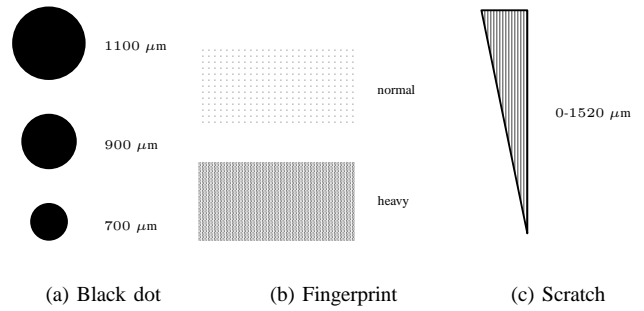 1100 μm
900 μm
700 μm
normal
heavy
0-1520 μm
(a) Black dot
(b) Fingerprint
(c) Scratch